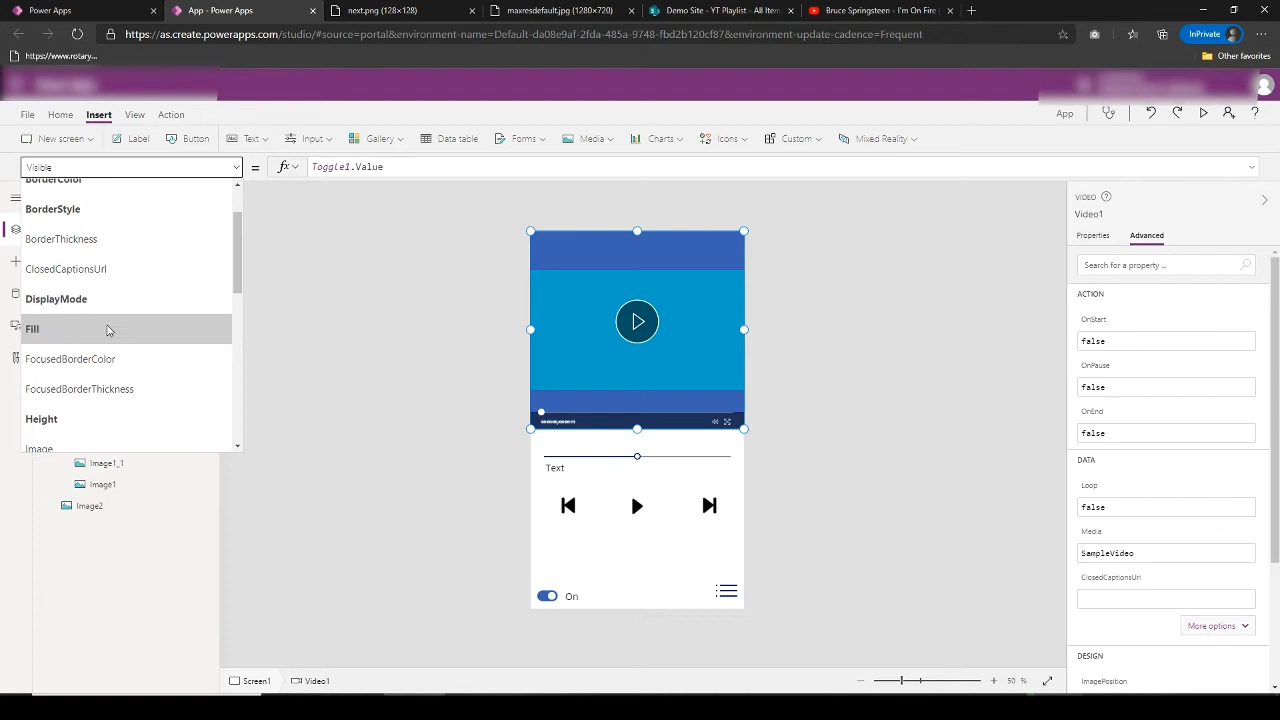 Power Apps
App - Power Apps
next.png (128×128)
maxresdefault.jpg (1280×720)
Demo Site - YT Playlist - All Item
Bruce Springsteen - I'm On Fire (
https://as.create.powerapps.com/studio/#source=portal&environment-name=Default-da08e9af-2fda-485a-9748-fbd2b120cf87&environment-update-cadence=Frequent
InPrivate
https://www.rotary...
Other favorites
File
Home
Insert
View
Action
App
New screen
Label
Button
Text
Input
Gallery
Data table
Forms
Media
Charts
Icons
Custom
Mixed Reality
Visible
=
fx
Toggle1.Value
BorderColor
BorderStyle
BorderThickness
ClosedCaptionsUrl
DisplayMode
Fill
FocusedBorderColor
FocusedBorderThickness
Height
Image
Image1_1
Image1
Image2
Text
On
VIDEO
Video1
Properties
Advanced
Search for a property ...
ACTION
OnStart
false
OnPause
false
OnEnd
false
DATA
Loop
false
Media
SampleVideo
ClosedCaptionsUrl
More options
DESIGN
ImagePosition
Screen1
Video1
50 %